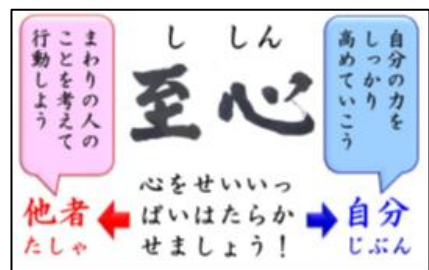 し しん
至心
自分の力を
しっかり
高めていこう
まわりの人の
ことを考えて
行動しよう
心をせいいっ
ぱいはたらか
せましょう！
他者
たしゃ
自分
じぶん